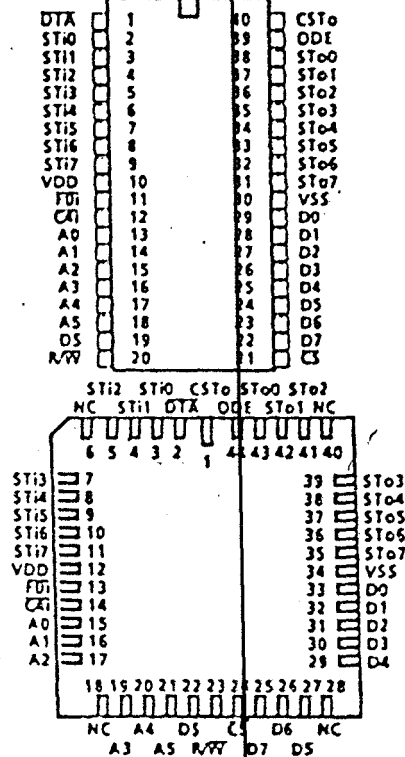 DTA 1 40 CSTo
STi0 2 39 ODE
STi1 3 38 STo0
STi2 4 37 STo1
STi3 5 36 STo2
STi4 6 35 STo3
STi5 7 34 STo4
STi6 8 33 STo5
STi7 9 32 STo6
VDD 10 31 STo7
F0i 11 30 VSS
C4i 12 29 D0
A0 13 28 D1
A1 14 27 D2
A2 15 26 D3
A3 16 25 D4
A4 17 24 D5
A5 18 23 D6
DS 19 22 D7
R/W 20 21 CS
STi2 STi0 CSTo STo0 STo2
NC STi1 DTA ODE STo1 NC
6 5 4 3 2 1 44 43 42 41 40
STi3 7 39 STo3
STi4 8 38 STo4
STi5 9 37 STo5
STi6 10 36 STo6
STi7 11 35 STo7
VDD 12 34 VSS
F0i 13 33 D0
C4i 14 32 D1
A0 15 31 D2
A1 16 30 D3
A2 17 29 D4
18 19 20 21 22 23 24 25 26 27 28
NC A4 DS CS D6 NC
A3 A5 R/W D7 D5